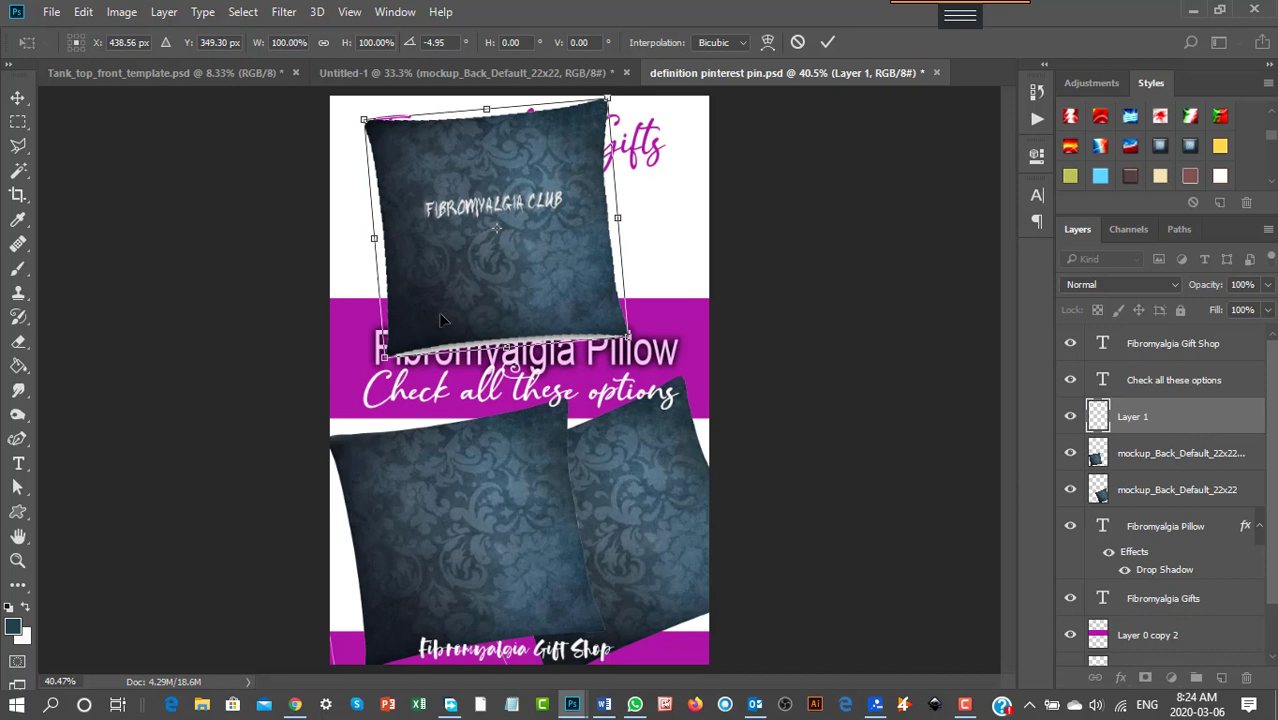 File Edit Image Layer Type Select Filter 3D View Window Help
X: 438.56 px Y: 349.30 px W: 100.00% H: 100.00% -4.95 ° H: 0.00 ° V: 0.00 ° Interpolation: Bicubic
Tank_top_front_template.psd @ 8.33% (RGB/8) * × Untitled-1 @ 33.3% (mockup_Back_Default_22x22, RGB/8#) * × definition pinterest pin.psd @ 40.5% (Layer 1, RGB/8#) * ×
Adjustments Styles
Gifts
FIBROMYALGIA CLUB
Fibromyalgia Pillow
Check all these options
Fibromyalgia Gift Shop
Layers Channels Paths
Kind
Normal Opacity: 100%
Lock: Fill: 100%
Fibromyalgia Gift Shop
Check all these options
Layer 1
mockup_Back_Default_22x22...
mockup_Back_Default_22x22
Fibromyalgia Pillow fx
Effects
Drop Shadow
Fibromyalgia Gifts
Layer 0 copy 2
40.47% Doc: 4.29M/18.6M
8:24 AM
2020-03-06